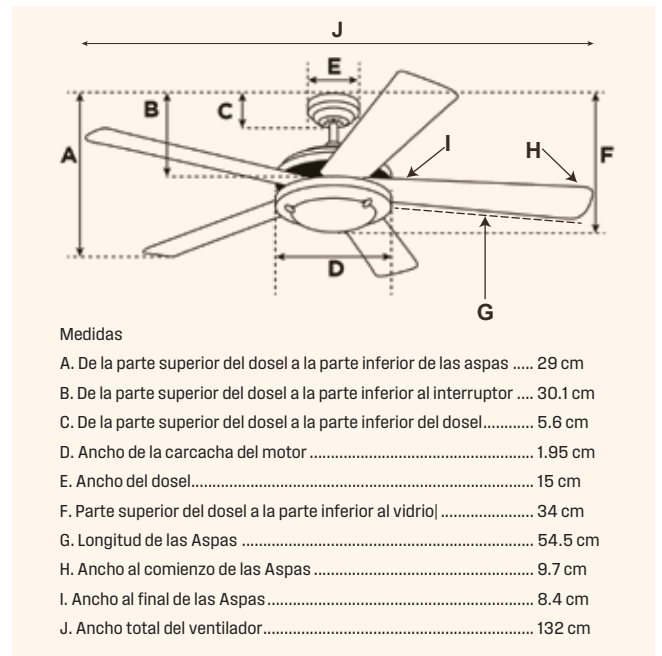 J
E
B
C
A
I
H
F
D
G
Medidas
A. De la parte superior del dosel a la parte inferior de las aspas ..... 29 cm
B. De la parte superior del dosel a la parte inferior al interruptor .... 30.1 cm
C. De la parte superior del dosel a la parte inferior del dosel............ 5.6 cm
D. Ancho de la carcacha del motor ..................................................... 1.95 cm
E. Ancho del dosel................................................................................. 15 cm
F. Parte superior del dosel a la parte inferior al vidrio| ...................... 34 cm
G. Longitud de las Aspas ..................................................................... 54.5 cm
H. Ancho al comienzo de las Aspas .................................................... 9.7 cm
I. Ancho al final de las Aspas............................................................... 8.4 cm
J. Ancho total del ventilador................................................................ 132 cm